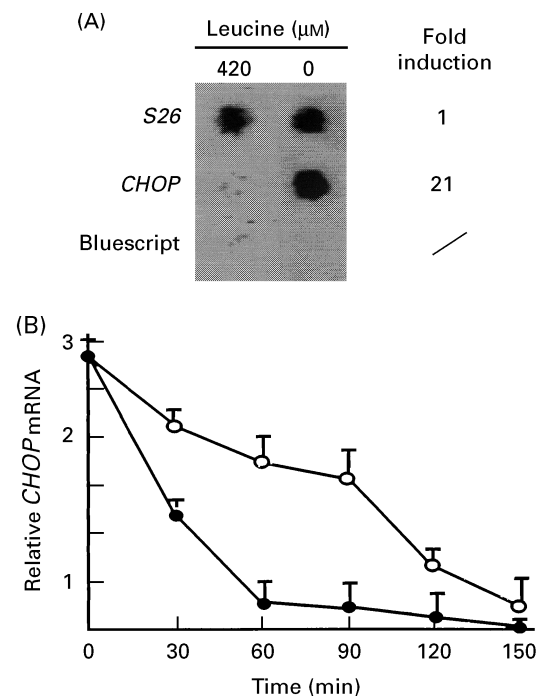 (A)
Leucine (μM)
Fold
induction
420 0
S26 1
CHOP 21
Bluescript /
(B)
3
2
1
Relative CHOP mRNA
0 30 60 90 120 150
Time (min)